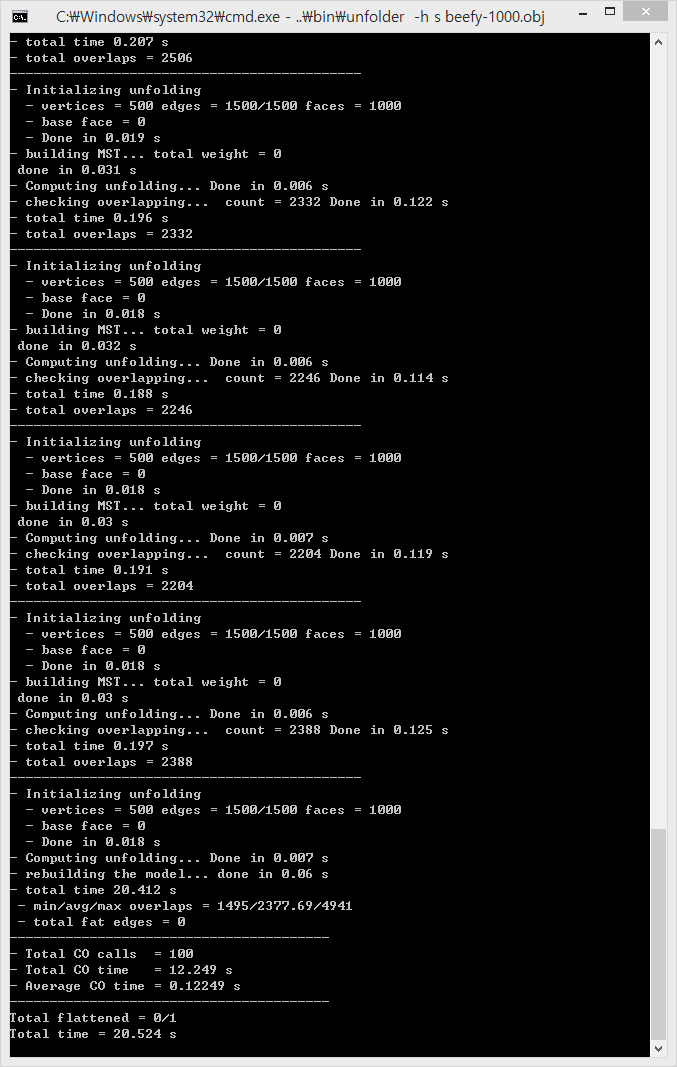 C:₩Windows₩system32₩cmd.exe - ..₩bin₩unfolder  -h s beefy-1000.obj
- total time 0.207 s
- total overlaps = 2506
--------------------------------------------
- Initializing unfolding
  - vertices = 500 edges = 1500/1500 faces = 1000
  - base face = 0
  - Done in 0.019 s
- building MST... total weight = 0
 done in 0.031 s
- Computing unfolding... Done in 0.006 s
- checking overlapping...  count = 2332 Done in 0.122 s
- total time 0.196 s
- total overlaps = 2332
--------------------------------------------
- Initializing unfolding
  - vertices = 500 edges = 1500/1500 faces = 1000
  - base face = 0
  - Done in 0.018 s
- building MST... total weight = 0
 done in 0.032 s
- Computing unfolding... Done in 0.006 s
- checking overlapping...  count = 2246 Done in 0.114 s
- total time 0.188 s
- total overlaps = 2246
--------------------------------------------
- Initializing unfolding
  - vertices = 500 edges = 1500/1500 faces = 1000
  - base face = 0
  - Done in 0.018 s
- building MST... total weight = 0
 done in 0.03 s
- Computing unfolding... Done in 0.007 s
- checking overlapping...  count = 2204 Done in 0.119 s
- total time 0.191 s
- total overlaps = 2204
--------------------------------------------
- Initializing unfolding
  - vertices = 500 edges = 1500/1500 faces = 1000
  - base face = 0
  - Done in 0.018 s
- building MST... total weight = 0
 done in 0.03 s
- Computing unfolding... Done in 0.006 s
- checking overlapping...  count = 2388 Done in 0.125 s
- total time 0.197 s
- total overlaps = 2388
--------------------------------------------
- Initializing unfolding
  - vertices = 500 edges = 1500/1500 faces = 1000
  - base face = 0
  - Done in 0.018 s
- Computing unfolding... Done in 0.007 s
- rebuilding the model... done in 0.06 s
- total time 20.412 s
 - min/avg/max overlaps = 1495/2377.69/4941
 - total fat edges = 0
----------------------------------------
- Total CO calls  = 100
- Total CO time   = 12.249 s
- Average CO time = 0.12249 s
----------------------------------------
Total flattened = 0/1
Total time = 20.524 s